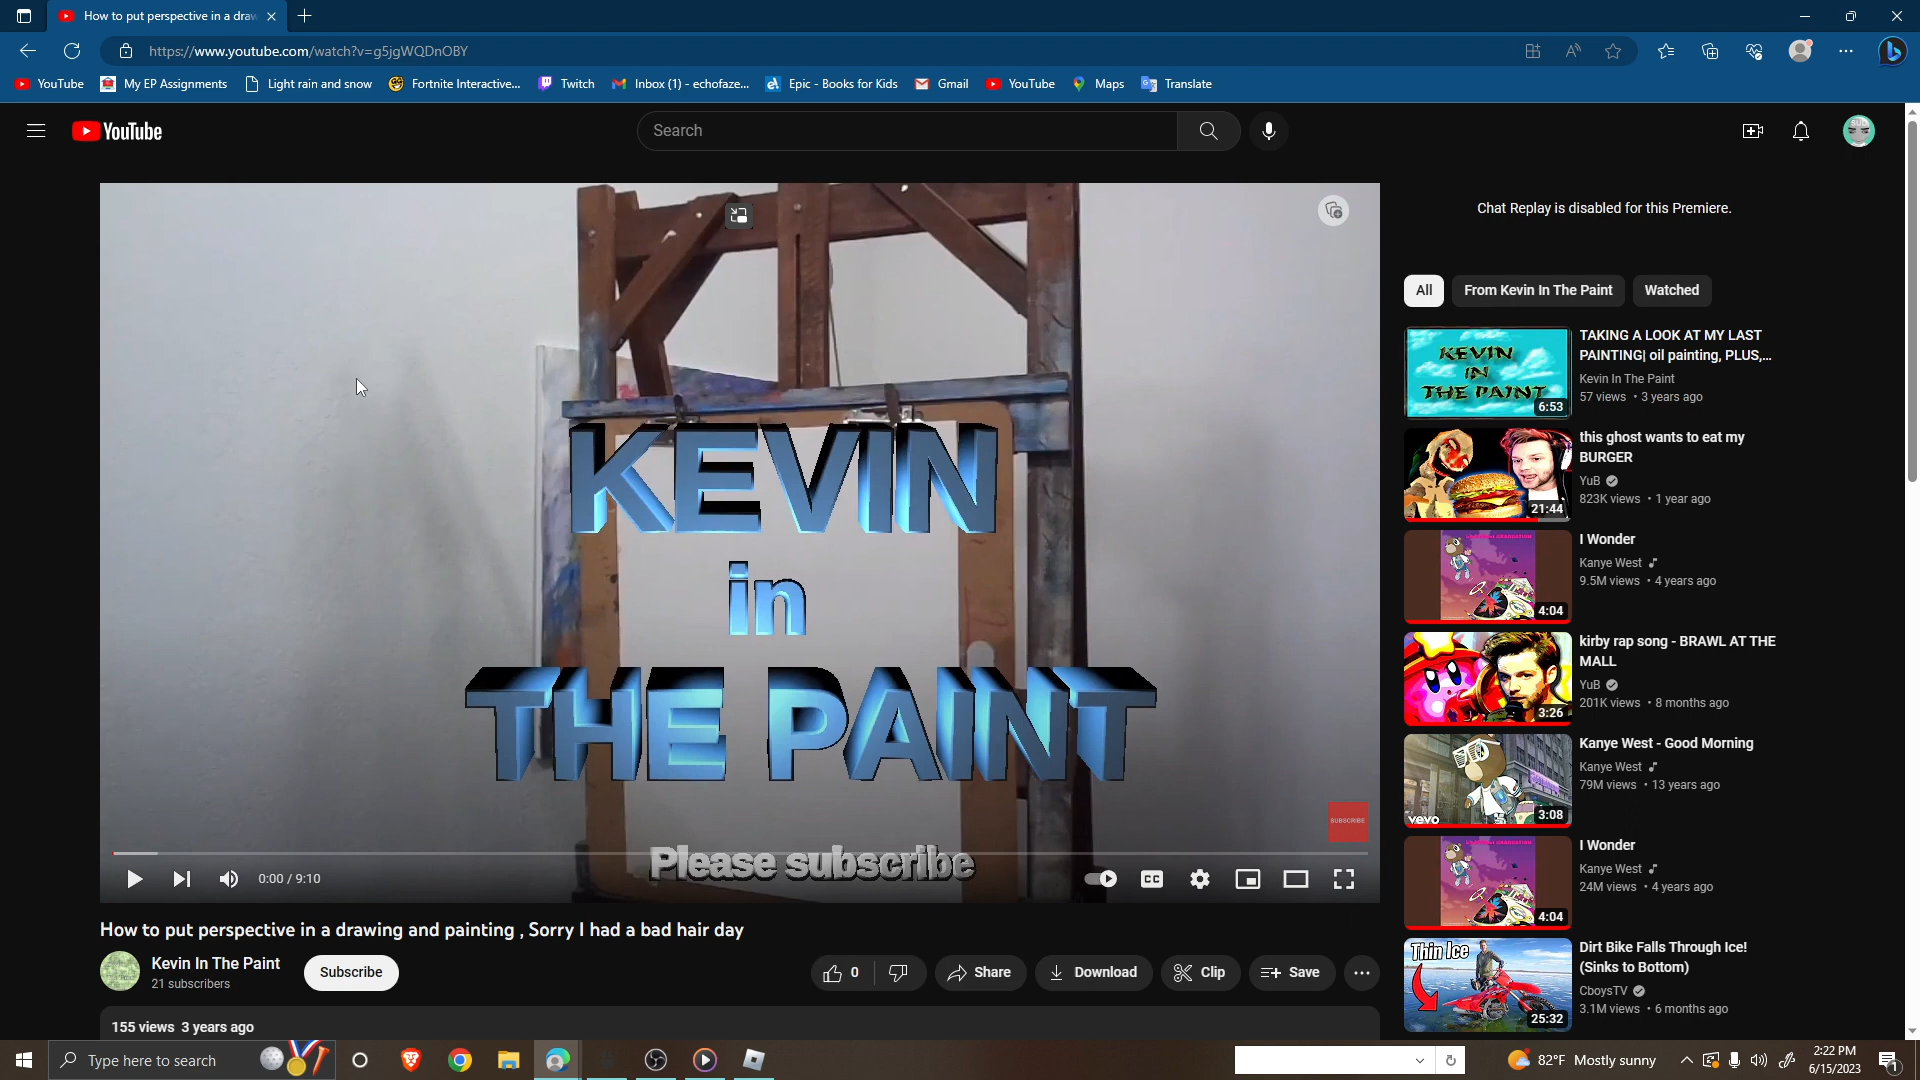 How to put perspective in a draw
https://www.youtube.com/watch?v=g5jgWQDnOBY
YouTube
My EP Assignments
Light rain and snow
Fortnite Interactive...
Twitch
Inbox (1) - echofaze...
Epic - Books for Kids
Gmail
YouTube
Maps
Translate
YouTube
Search
KEVIN
in
THE PAINT
Please subscribe
SUBSCRIBE
0:00 / 9:10
CC
How to put perspective in a drawing and painting , Sorry I had a bad hair day
Kevin In The Paint
21 subscribers
Subscribe
0
Share
Download
Clip
Save
155 views 3 years ago
Chat Replay is disabled for this Premiere.
All
From Kevin In The Paint
Watched
KEVIN
IN
THE PAINT
6:53
TAKING A LOOK AT MY LAST
PAINTING| oil painting, PLUS,...
Kevin In The Paint
57 views • 3 years ago
21:44
this ghost wants to eat my
BURGER
YuB
823K views • 1 year ago
4:04
I Wonder
Kanye West
9.5M views • 4 years ago
3:26
kirby rap song - BRAWL AT THE
MALL
YuB
201K views • 8 months ago
vevo
3:08
Kanye West - Good Morning
Kanye West
79M views • 13 years ago
4:04
I Wonder
Kanye West
24M views • 4 years ago
Thin Ice
25:32
Dirt Bike Falls Through Ice!
(Sinks to Bottom)
CboysTV
3.1M views • 6 months ago
Type here to search
82°F Mostly sunny
2:22 PM
6/15/2023
1